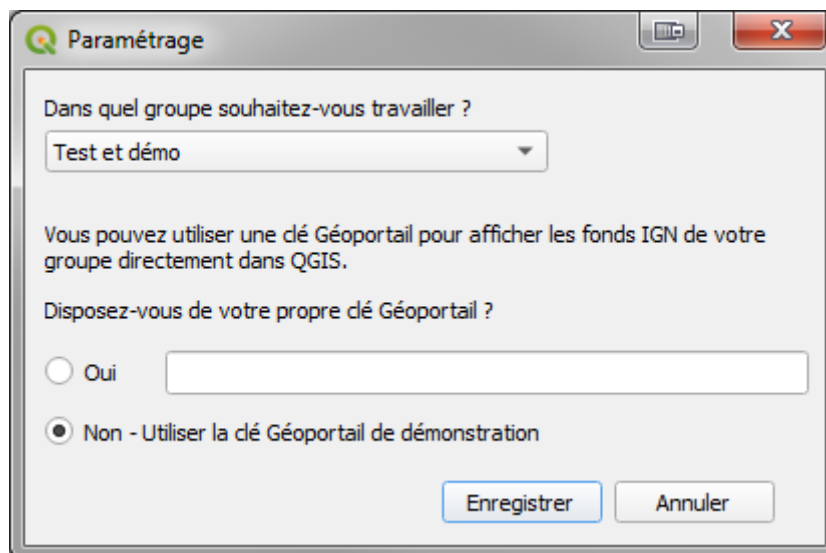 Paramétrage
Dans quel groupe souhaitez-vous travailler ?
Test et démo
Vous pouvez utiliser une clé Géoportail pour afficher les fonds IGN de votre
groupe directement dans QGIS.
Disposez-vous de votre propre clé Géoportail ?
Oui
Non - Utiliser la clé Géoportail de démonstration
Enregistrer
Annuler